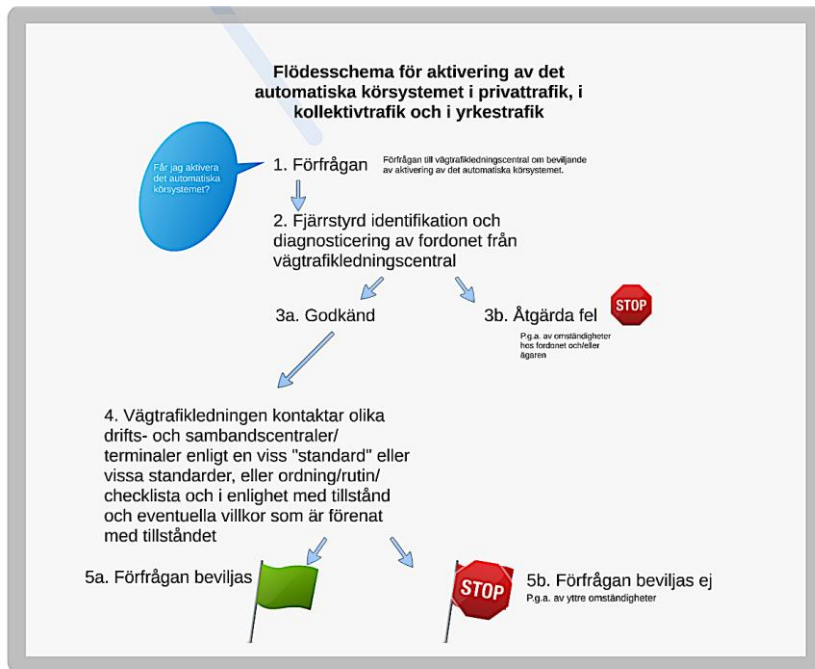 Flödesschema för aktivering av det
automatiska körsystemet i privattrafik, i
kollektivtrafik och i yrkestrafik
Får jag aktivera
det automatiska
körsystemet?
1. Förfrågan
Förfrågan till vägtrafikledningscentral om beviljande
av aktivering av det automatiska körsystemet.
2. Fjärrstyrd identifikation och
diagnosticering av fordonet från
vägtrafikledningscentral
3a. Godkänd
3b. Åtgärda fel
STOP
P.g.a. av omständigheter
hos fordonet och/eller
ägaren
4. Vägtrafikledningen kontaktar olika
drifts- och sambandscentraler/
terminaler enligt en viss "standard" eller
vissa standarder, eller ordning/rutin/
checklista och i enlighet med tillstånd
och eventuella villkor som är förenat
med tillståndet
5a. Förfrågan beviljas
STOP
5b. Förfrågan beviljas ej
P.g.a. av yttre omständigheter